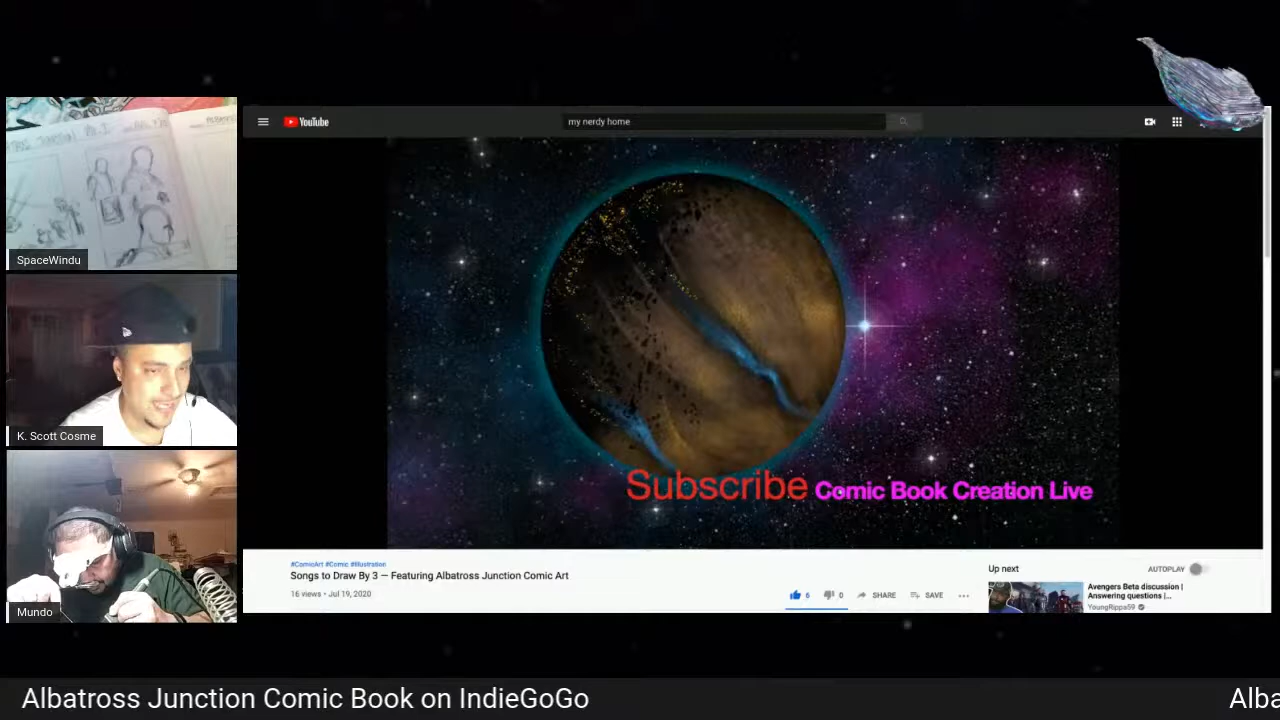 SpaceWindu
K. Scott Cosme
Mundo
YouTube
my nerdy home
Subscribe Comic Book Creation Live
#ComicArt #Comic #Illustration
Songs to Draw By 3 — Featuring Albatross Junction Comic Art
16 views • Jul 19, 2020
6
0
SHARE
SAVE
Up next
AUTOPLAY
Avengers Beta discussion |
Answering questions |...
YoungRippa59
Albatross Junction Comic Book on IndieGoGo
Alba